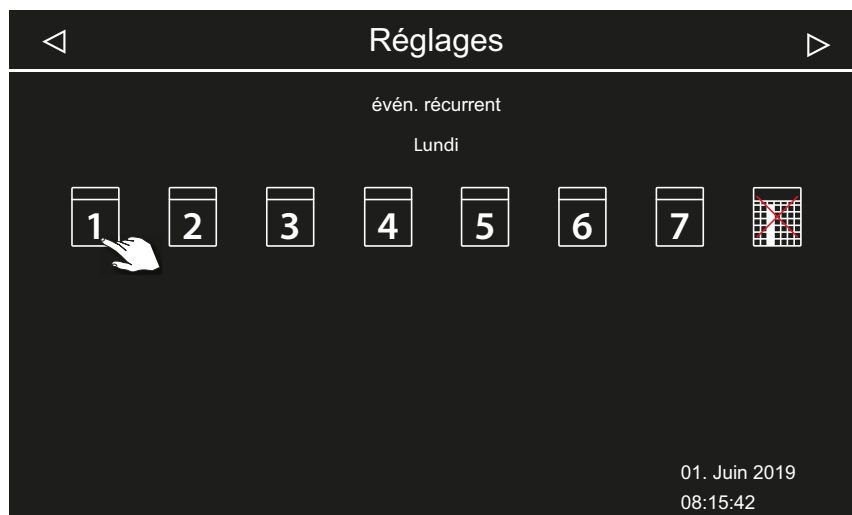 Réglages
évén. récurrent
Lundi
1 2 3 4 5 6 7
01. Juin 2019
08:15:42